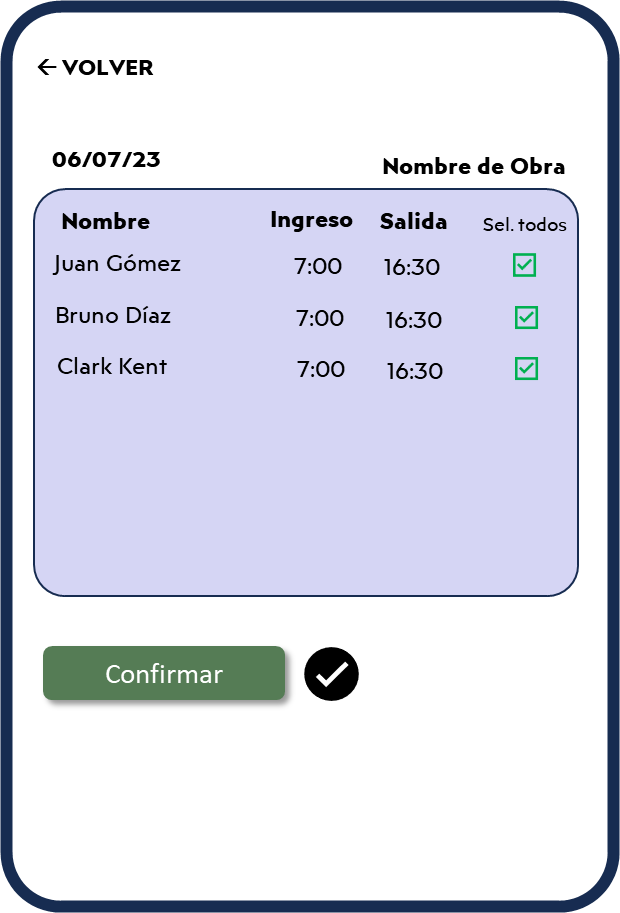 ← VOLVER
06/07/23
Nombre de Obra
Nombre Ingreso Salida Sel. todos
Juan Gómez 7:00 16:30
Bruno Díaz 7:00 16:30
Clark Kent 7:00 16:30
Confirmar